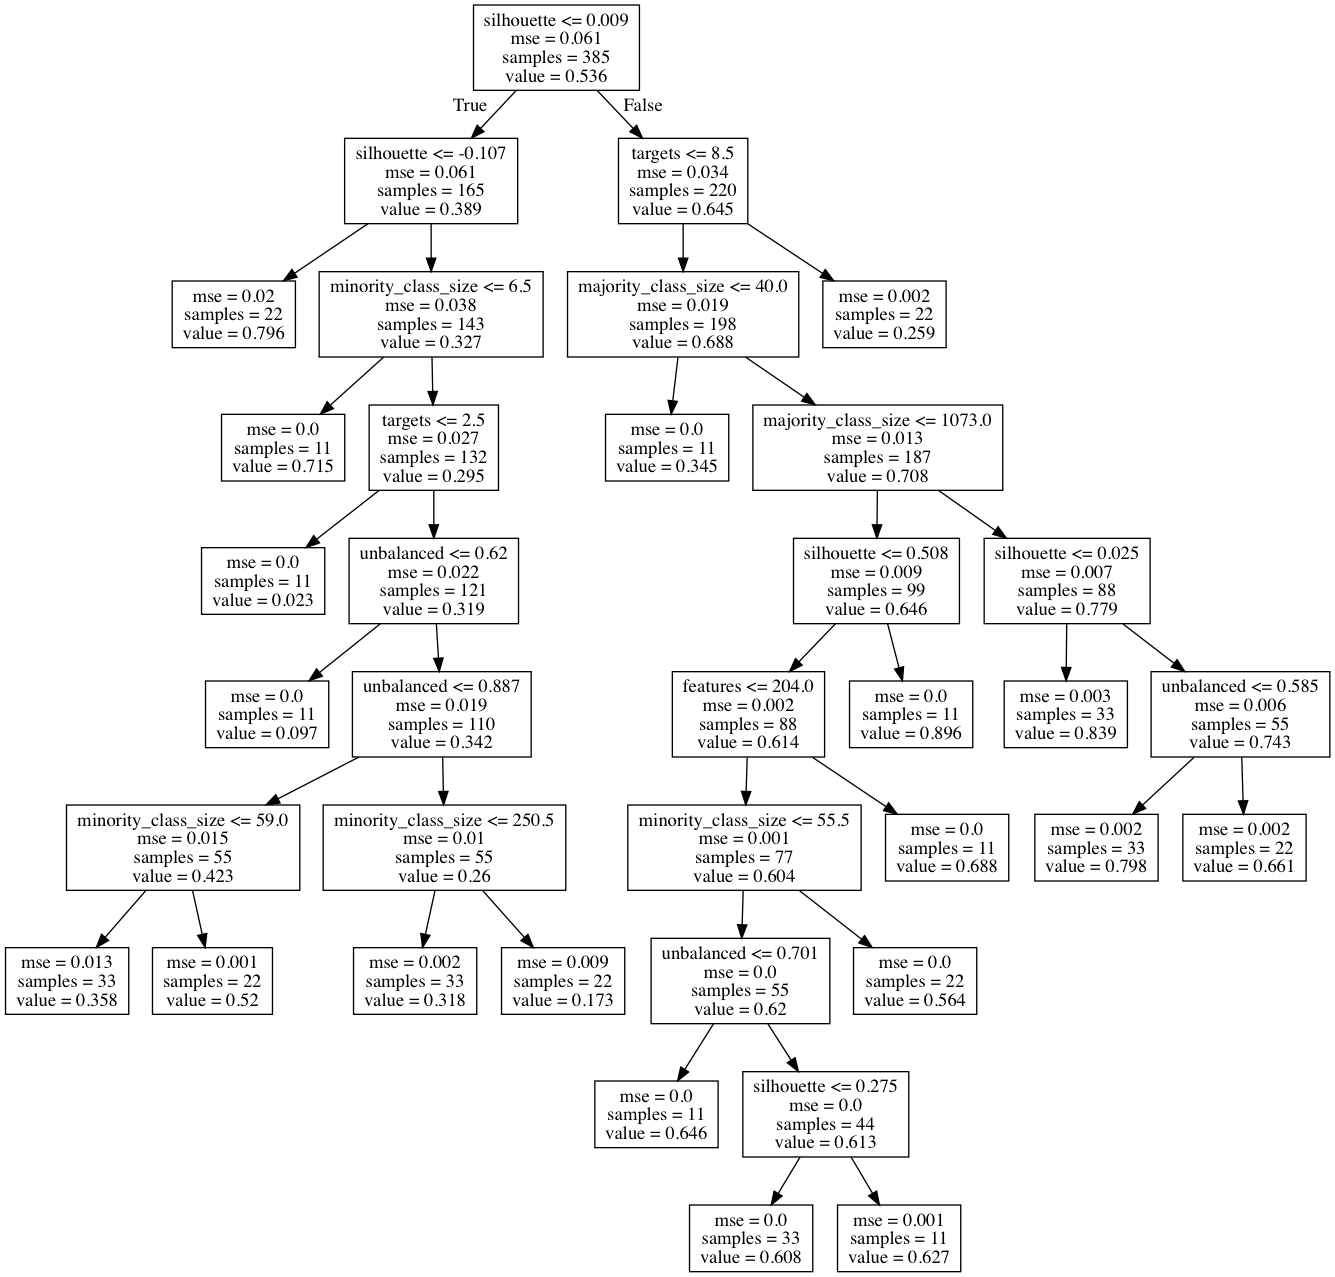 silhouette <= 0.009
mse = 0.061
samples = 385
value = 0.536
True
False
silhouette <= -0.107
mse = 0.061
samples = 165
value = 0.389
targets <= 8.5
mse = 0.034
samples = 220
value = 0.645
mse = 0.02
samples = 22
value = 0.796
minority_class_size <= 6.5
mse = 0.038
samples = 143
value = 0.327
majority_class_size <= 40.0
mse = 0.019
samples = 198
value = 0.688
mse = 0.002
samples = 22
value = 0.259
mse = 0.0
samples = 11
value = 0.715
targets <= 2.5
mse = 0.027
samples = 132
value = 0.295
mse = 0.0
samples = 11
value = 0.345
majority_class_size <= 1073.0
mse = 0.013
samples = 187
value = 0.708
mse = 0.0
samples = 11
value = 0.023
unbalanced <= 0.62
mse = 0.022
samples = 121
value = 0.319
silhouette <= 0.508
mse = 0.009
samples = 99
value = 0.646
silhouette <= 0.025
mse = 0.007
samples = 88
value = 0.779
mse = 0.0
samples = 11
value = 0.097
unbalanced <= 0.887
mse = 0.019
samples = 110
value = 0.342
features <= 204.0
mse = 0.002
samples = 88
value = 0.614
mse = 0.0
samples = 11
value = 0.896
mse = 0.003
samples = 33
value = 0.839
unbalanced <= 0.585
mse = 0.006
samples = 55
value = 0.743
minority_class_size <= 59.0
mse = 0.015
samples = 55
value = 0.423
minority_class_size <= 250.5
mse = 0.01
samples = 55
value = 0.26
minority_class_size <= 55.5
mse = 0.001
samples = 77
value = 0.604
mse = 0.0
samples = 11
value = 0.688
mse = 0.002
samples = 33
value = 0.798
mse = 0.002
samples = 22
value = 0.661
mse = 0.013
samples = 33
value = 0.358
mse = 0.001
samples = 22
value = 0.52
mse = 0.002
samples = 33
value = 0.318
mse = 0.009
samples = 22
value = 0.173
unbalanced <= 0.701
mse = 0.0
samples = 55
value = 0.62
mse = 0.0
samples = 22
value = 0.564
mse = 0.0
samples = 11
value = 0.646
silhouette <= 0.275
mse = 0.0
samples = 44
value = 0.613
mse = 0.0
samples = 33
value = 0.608
mse = 0.001
samples = 11
value = 0.627